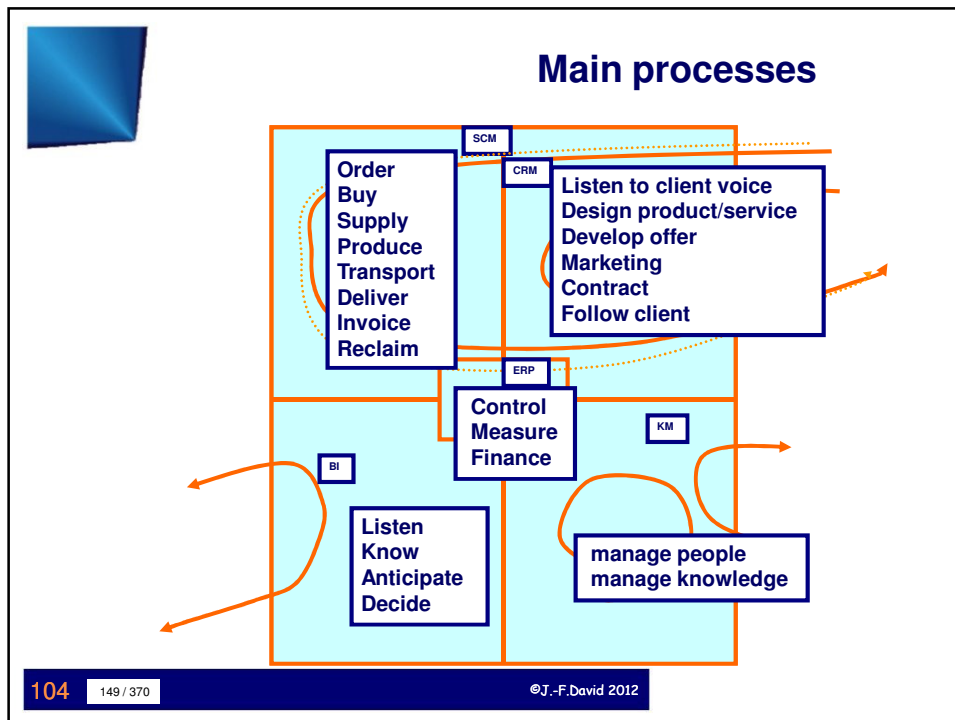 Main processes
SCM
Order
Buy
Supply
Produce
Transport
Deliver
Invoice
Reclaim
CRM
Listen to client voice
Design product/service
Develop offer
Marketing
Contract
Follow client
ERP
Control
Measure
Finance
KM
BI
Listen
Know
Anticipate
Decide
manage people
manage knowledge
104
149 / 370
©J.-F.David 2012